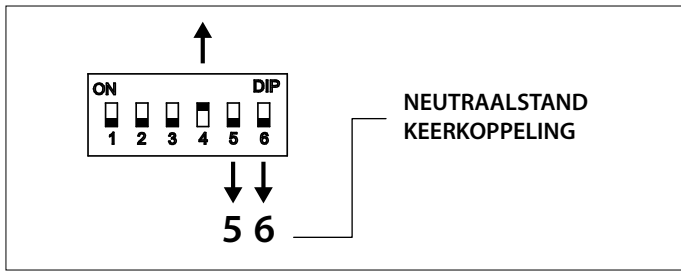 ON DIP
1 2 3 4 5 6
5 6
NEUTRAALSTAND
KEERKOPPELING